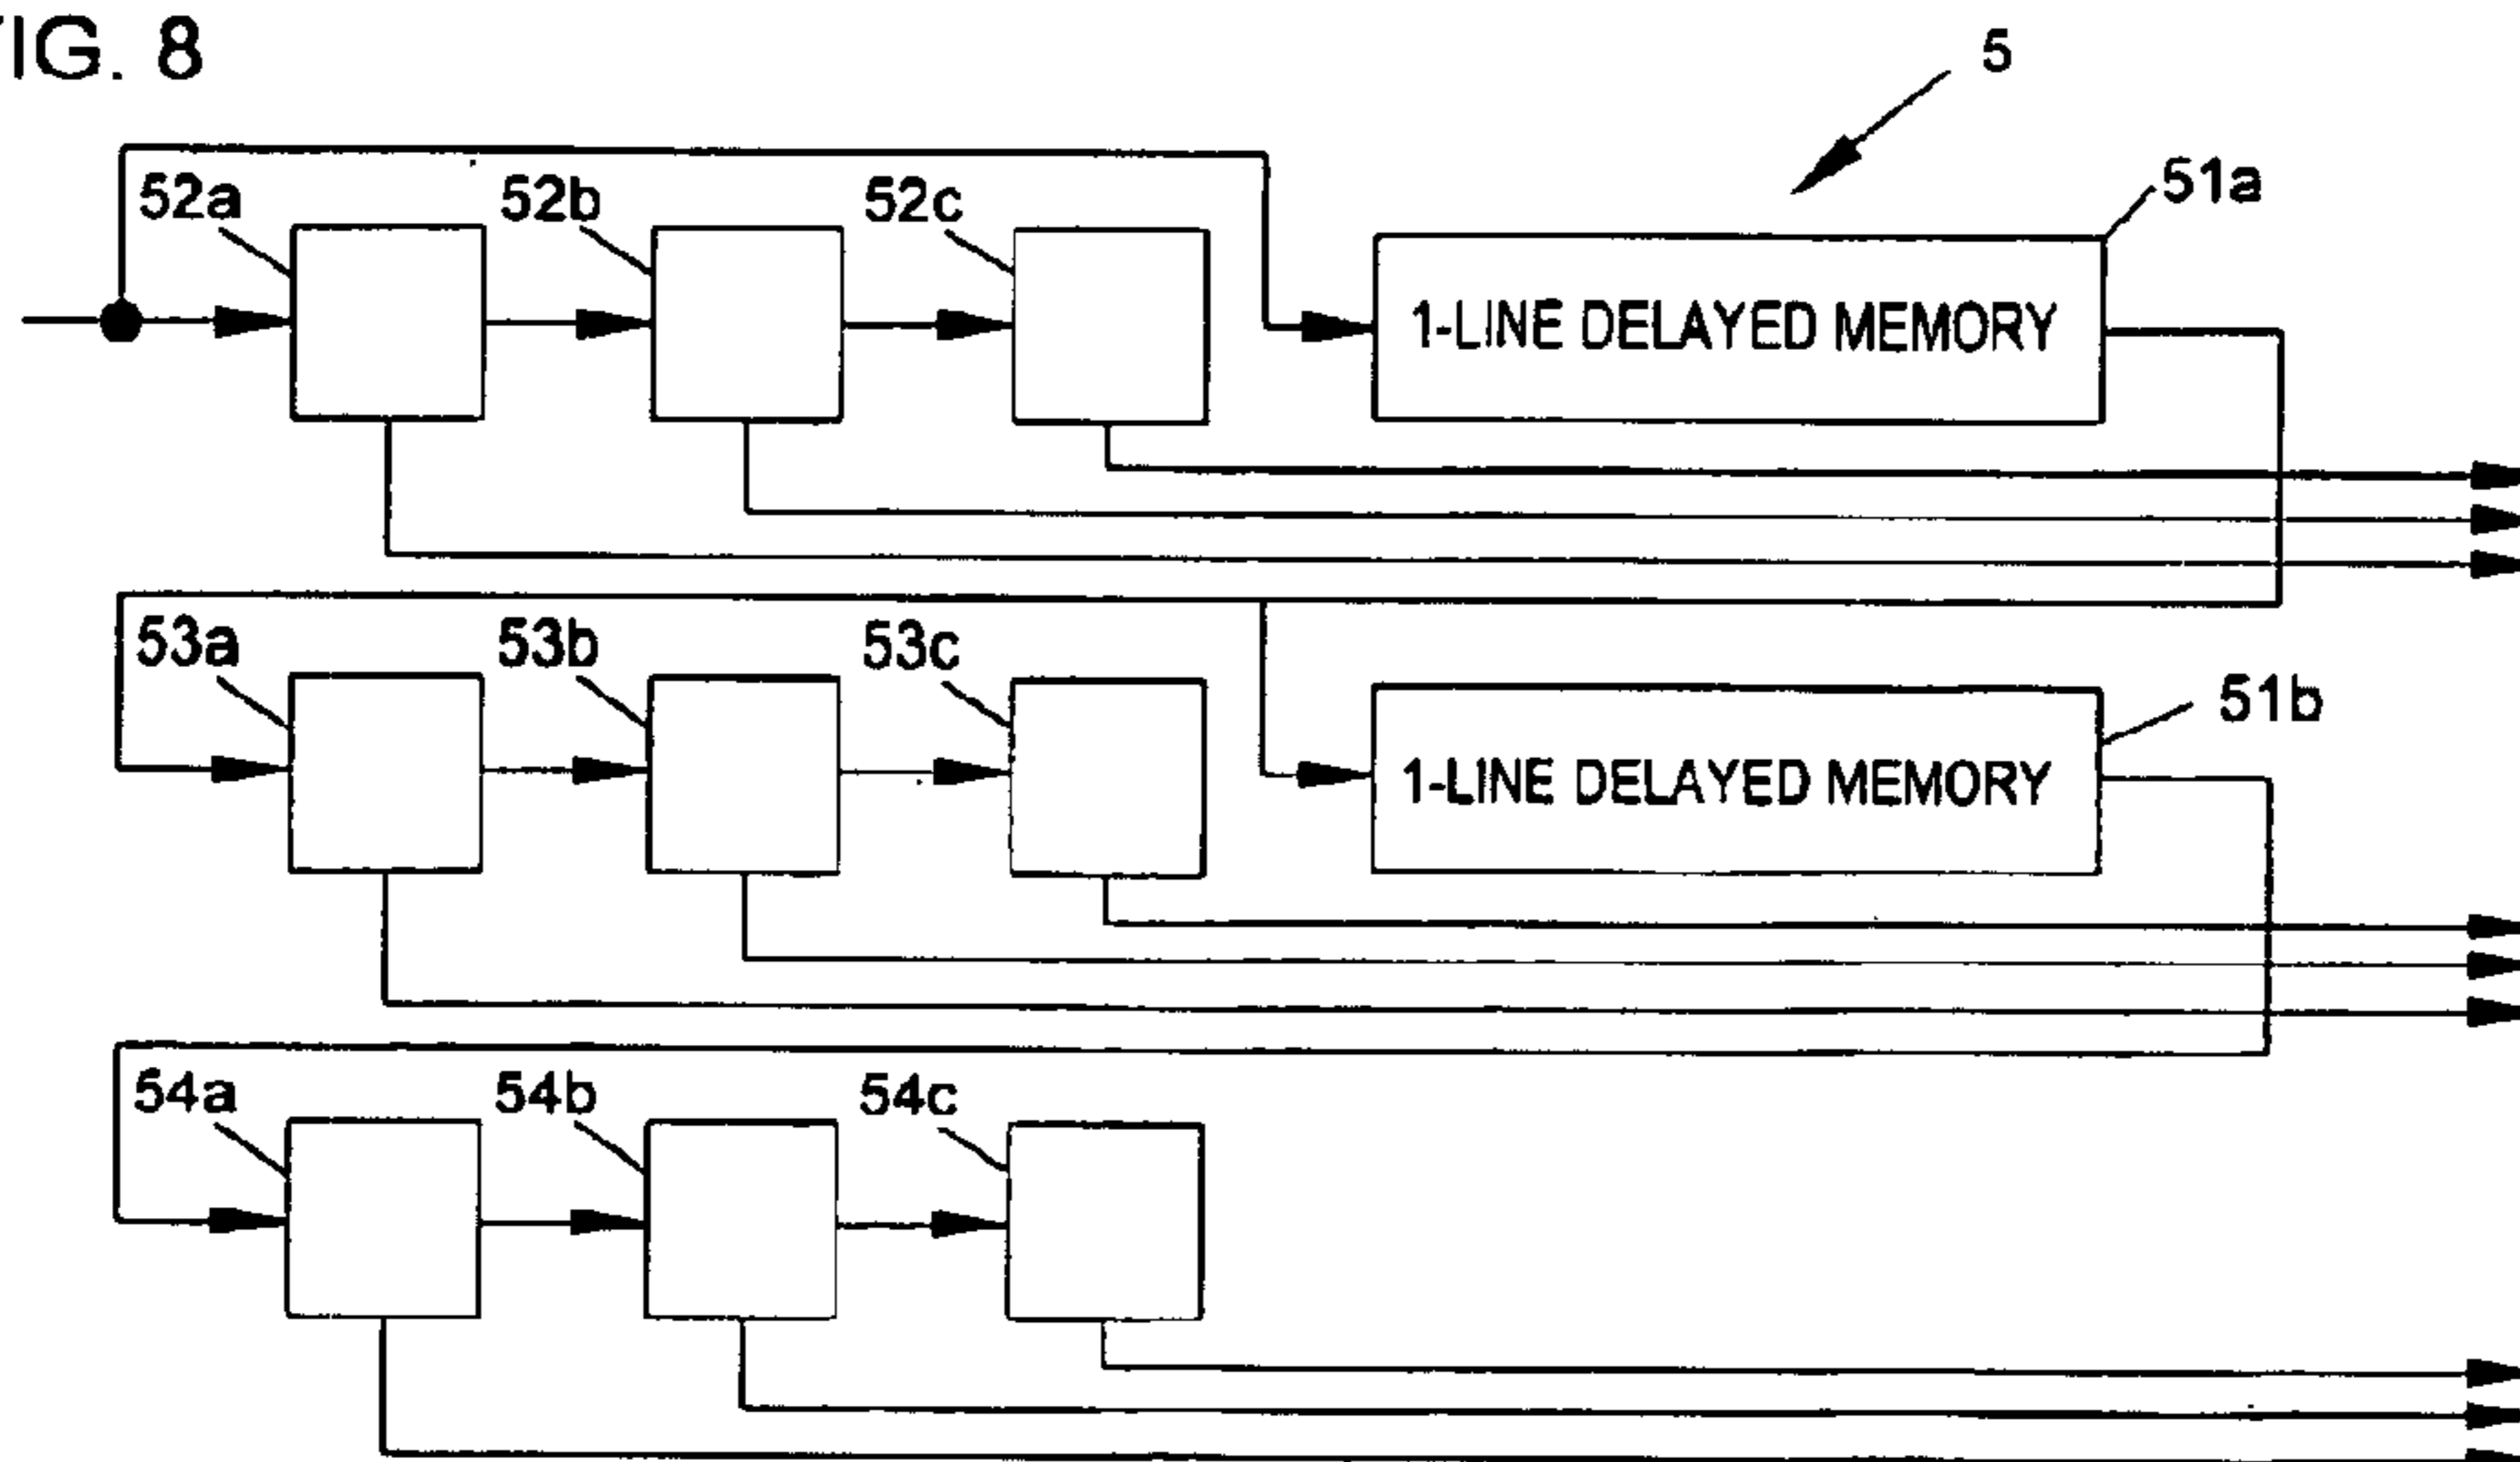 FIG. 8
5
52a
52b
52c
51a
1-LINE DELAYED MEMORY
53a
53b
53c
51b
1-LINE DELAYED MEMORY
54a
54b
54c